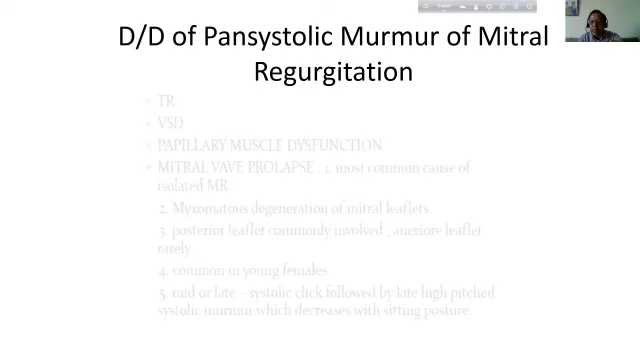 D/D of Pansystolic Murmur of Mitral
Regurgitation
TR
VSD
PAPILLARY MUSCLE DYSFUNCTION
MITRAL VAVE PROLAPSE : 1. most common cause of
isolated MR.
2. Myxomatous degeneration of mitral leaflets
3. posterior leaflet commonly involved , aneriore leaflet
rarely
4. common in young females
5. mid or late – systolic click followed by late high pitched
systolic murmur which decreases with sitting posture.